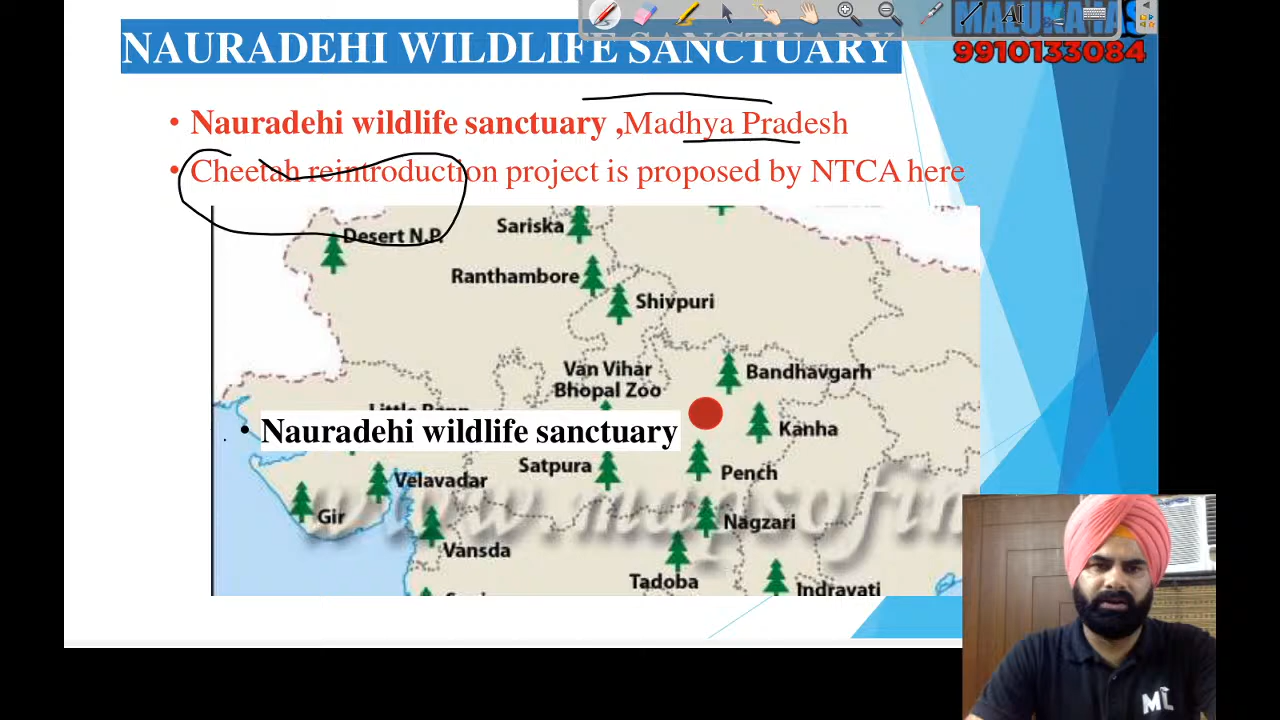 NAURADEHI WILDLIFE SANCTUARY
9910133084
• Nauradehi wildlife sanctuary ,Madhya Pradesh
• Cheetah reintroduction project is proposed by NTCA here
Desert N.P.
Sariska
Ranthambore
Shivpuri
Van Vihar
Bhopal Zoo
Bandhavgarh
• Nauradehi wildlife sanctuary
Kanha
Satpura
Pench
Velavadar
Gir
Nagzari
Vansda
Tadoba
Indravati
ML